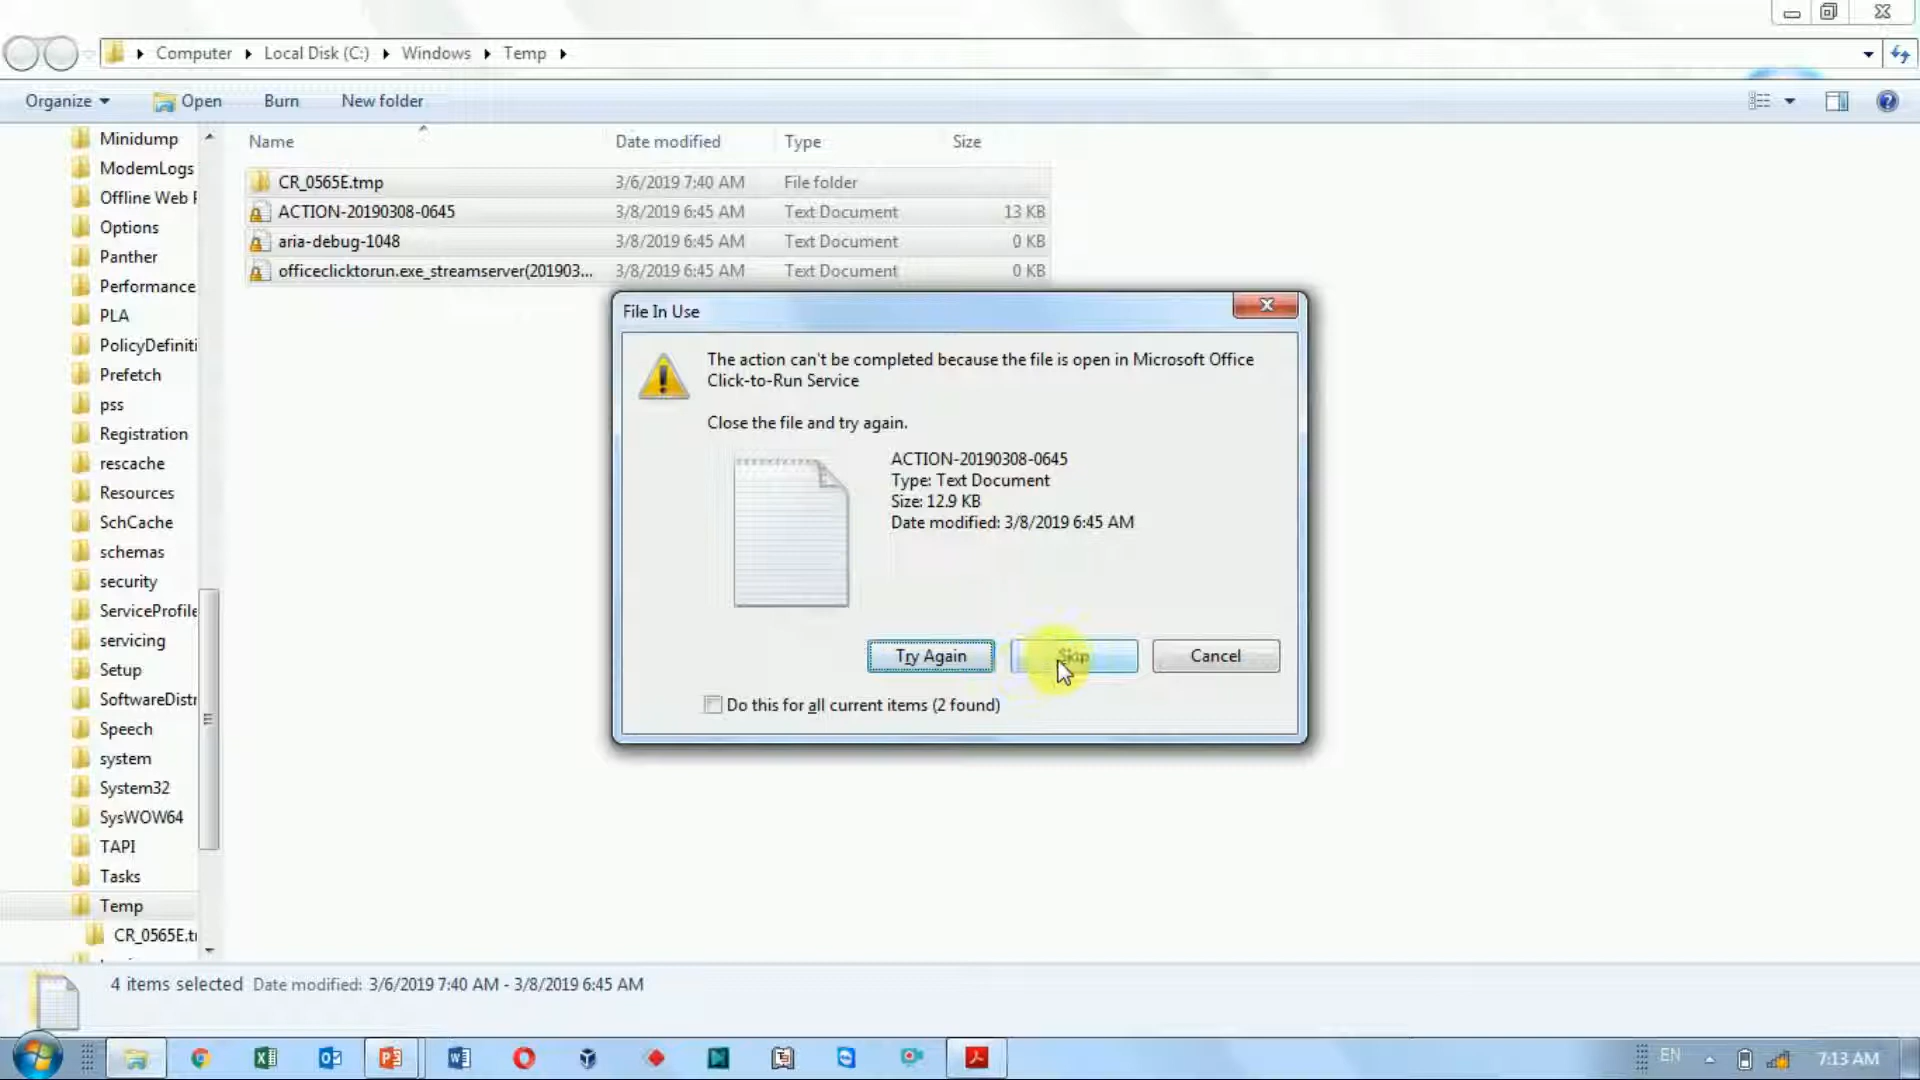 Computer Local Disk (C:) Windows Temp
Organize Open Burn New folder
Name Date modified Type Size
CR_0565E.tmp 3/6/2019 7:40 AM File folder
ACTION-20190308-0645 3/8/2019 6:45 AM Text Document 13 KB
aria-debug-1048 3/8/2019 6:45 AM Text Document 0 KB
officeclicktorun.exe_streamserver(201903... 3/8/2019 6:45 AM Text Document 0 KB
Minidump
ModemLogs
Offline Web
Options
Panther
Performance
PLA
PolicyDefiniti
Prefetch
pss
Registration
rescache
Resources
SchCache
schemas
security
ServiceProfile
servicing
Setup
SoftwareDistr
Speech
system
System32
SysWOW64
TAPI
Tasks
Temp
CR_0565E.t
File In Use
The action can't be completed because the file is open in Microsoft Office
Click-to-Run Service
Close the file and try again.
ACTION-20190308-0645
Type: Text Document
Size: 12.9 KB
Date modified: 3/8/2019 6:45 AM
Try Again Skip Cancel
Do this for all current items (2 found)
4 items selected Date modified: 3/6/2019 7:40 AM - 3/8/2019 6:45 AM
EN 7:13 AM